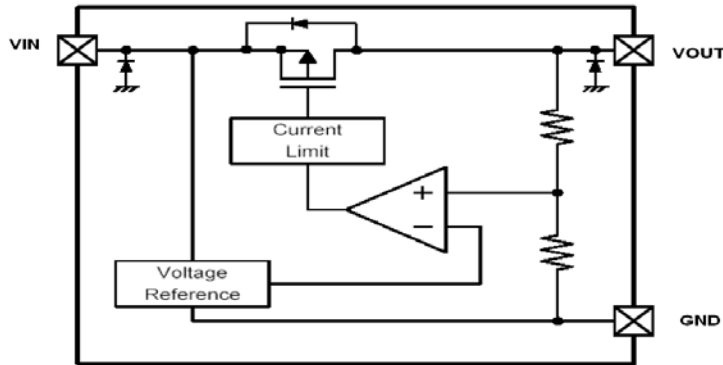 VIN
VOUT
Current
Limit
+
−
Voltage
Reference
GND